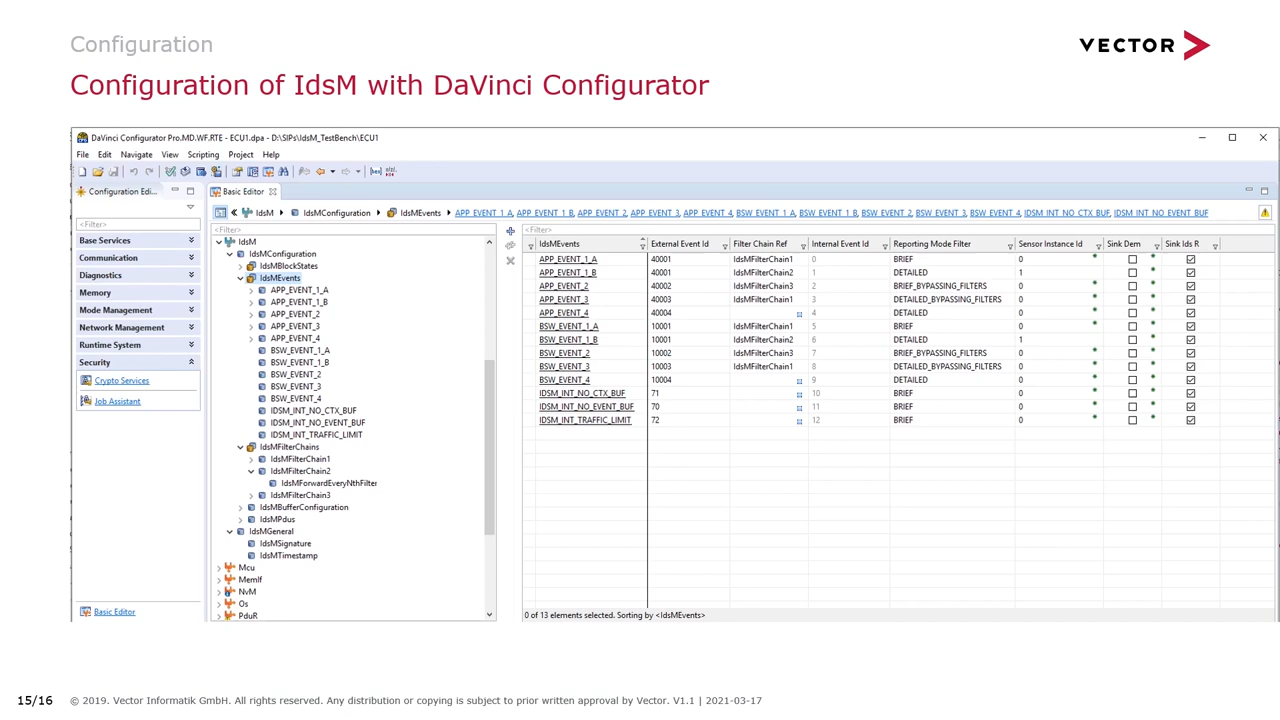 Configuration
VECTOR
Configuration of IdsM with DaVinci Configurator
DaVinci Configurator Pro.MD.WF.RTE - ECU1.dpa - D:\SIPs\IdsM_TestBench\ECU1
File Edit Navigate View Scripting Project Help
Configuration Edi...
Basic Editor
IdsM IdsMConfiguration IdsMEvents APP_EVENT_1_A, APP_EVENT_1_B, APP_EVENT_2, APP_EVENT_3, APP_EVENT_4, BSW_EVENT_1_A, BSW_EVENT_1_B, BSW_EVENT_2, BSW_EVENT_3, BSW_EVENT_4, IDSM_INT_NO_CTX_BUF, IDSM_INT_NO_EVENT_BUF
<Filter>
Base Services
Communication
Diagnostics
Memory
Mode Management
Network Management
Runtime System
Security
Crypto Services
Job Assistant
Basic Editor
<Filter>
IdsM
IdsMConfiguration
IdsMBlockStates
IdsMEvents
APP_EVENT_1_A
APP_EVENT_1_B
APP_EVENT_2
APP_EVENT_3
APP_EVENT_4
BSW_EVENT_1_A
BSW_EVENT_1_B
BSW_EVENT_2
BSW_EVENT_3
BSW_EVENT_4
IDSM_INT_NO_CTX_BUF
IDSM_INT_NO_EVENT_BUF
IDSM_INT_TRAFFIC_LIMIT
IdsMFilterChains
IdsMFilterChain1
IdsMFilterChain2
IdsMForwardEveryNthFilter
IdsMFilterChain3
IdsMBufferConfiguration
IdsMPdus
IdsMGeneral
IdsMSignature
IdsMTimestamp
Mcu
MemIf
NvM
Os
PduR
<Filter>
IdsMEvents External Event Id Filter Chain Ref Internal Event Id Reporting Mode Filter Sensor Instance Id Sink Dem Sink Ids R
APP_EVENT_1_A 40001 IdsMFilterChain1 0 BRIEF 0
APP_EVENT_1_B 40001 IdsMFilterChain2 1 DETAILED 1
APP_EVENT_2 40002 IdsMFilterChain3 2 BRIEF_BYPASSING_FILTERS 0
APP_EVENT_3 40003 IdsMFilterChain1 3 DETAILED_BYPASSING_FILTERS 0
APP_EVENT_4 40004 4 DETAILED 0
BSW_EVENT_1_A 10001 IdsMFilterChain1 5 BRIEF 0
BSW_EVENT_1_B 10001 IdsMFilterChain2 6 DETAILED 1
BSW_EVENT_2 10002 IdsMFilterChain3 7 BRIEF_BYPASSING_FILTERS 0
BSW_EVENT_3 10003 IdsMFilterChain1 8 DETAILED_BYPASSING_FILTERS 0
BSW_EVENT_4 10004 9 DETAILED 0
IDSM_INT_NO_CTX_BUF 71 10 BRIEF 0
IDSM_INT_NO_EVENT_BUF 70 11 BRIEF 0
IDSM_INT_TRAFFIC_LIMIT 72 12 BRIEF 0
0 of 13 elements selected. Sorting by <IdsMEvents>
15/16 © 2019. Vector Informatik GmbH. All rights reserved. Any distribution or copying is subject to prior written approval by Vector. V1.1 | 2021-03-17